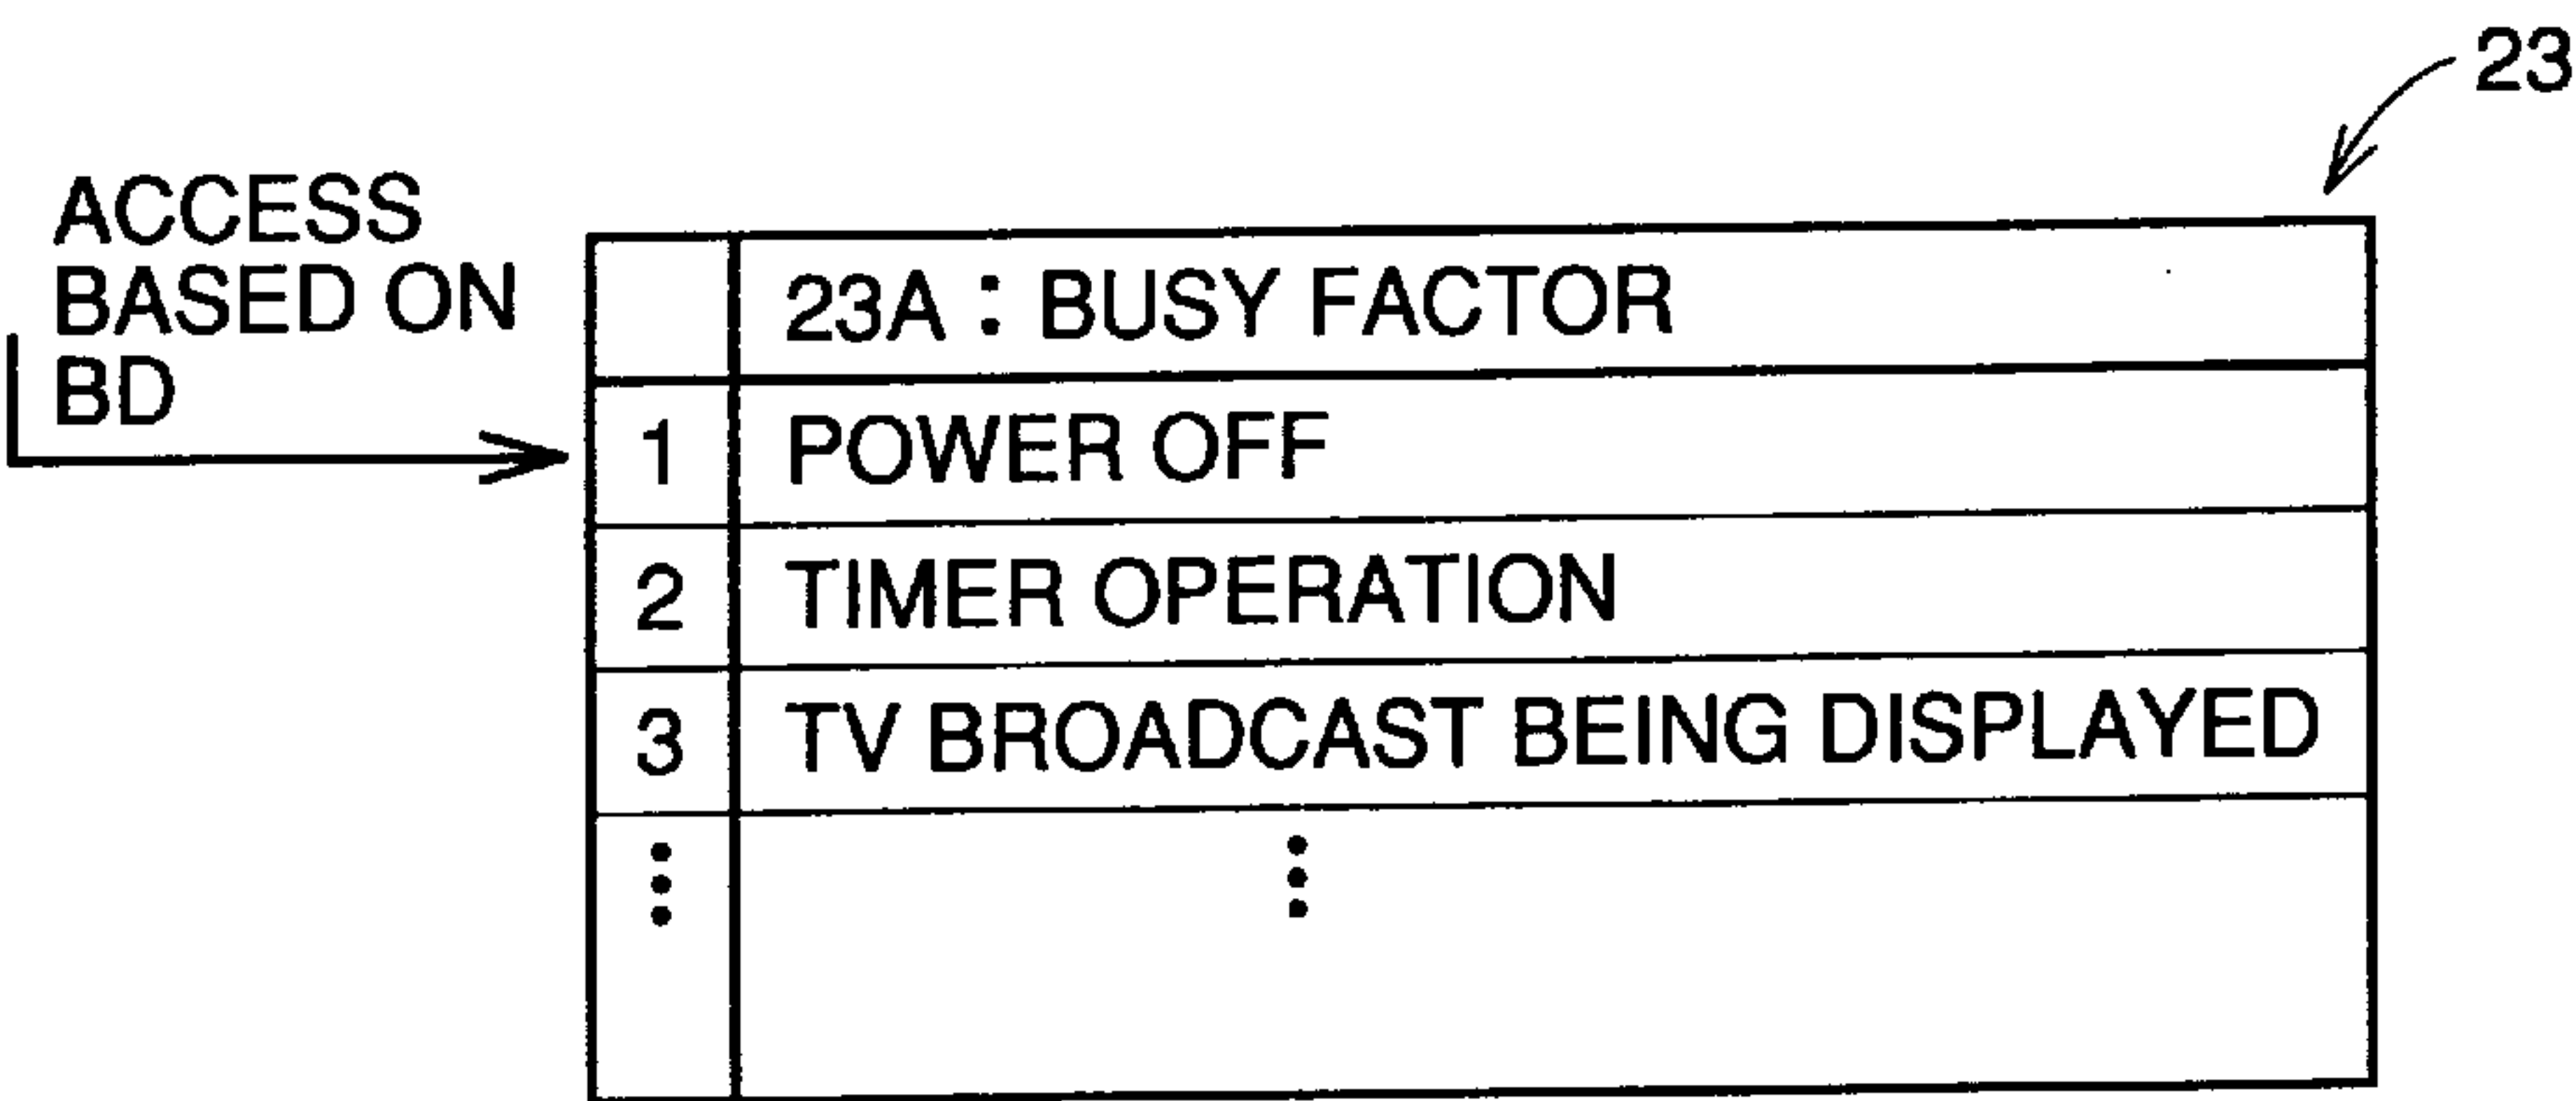 23
ACCESS
BASED ON
BD
23A : BUSY FACTOR
1 POWER OFF
2 TIMER OPERATION
3 TV BROADCAST BEING DISPLAYED